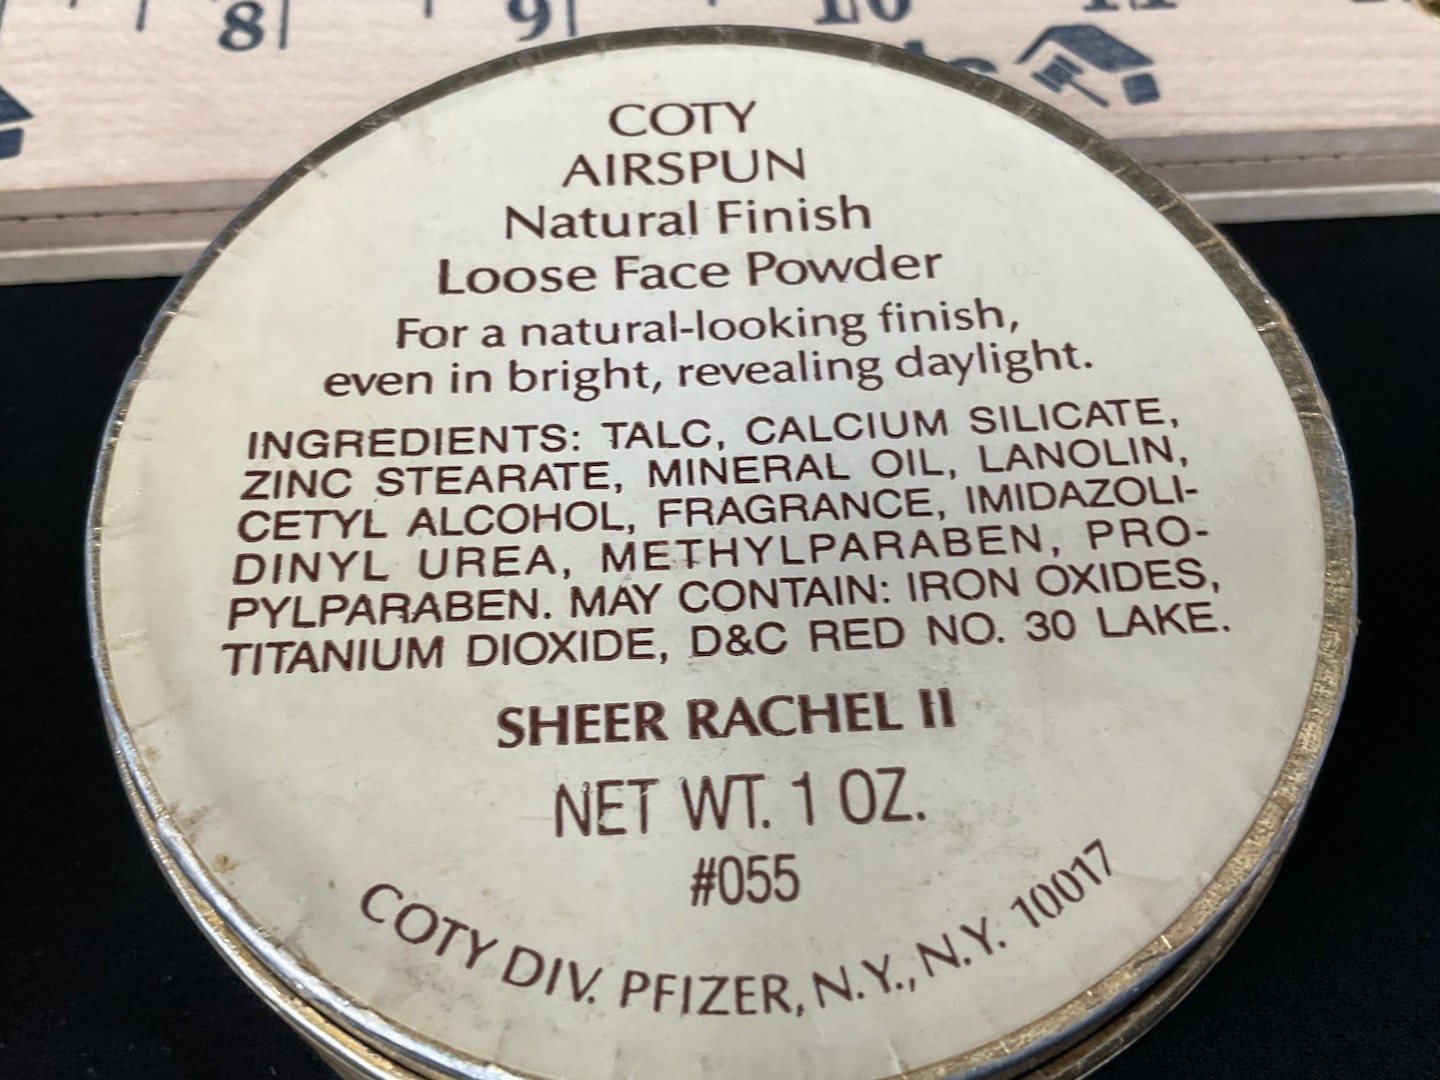 8 9 10 11
COTY
AIRSPUN
Natural Finish
Loose Face Powder
For a natural-looking finish,
even in bright, revealing daylight.
INGREDIENTS: TALC, CALCIUM SILICATE,
ZINC STEARATE, MINERAL OIL, LANOLIN,
CETYL ALCOHOL, FRAGRANCE, IMIDAZOLI-
DINYL UREA, METHYLPARABEN, PRO-
PYLPARABEN. MAY CONTAIN: IRON OXIDES,
TITANIUM DIOXIDE, D&C RED NO. 30 LAKE.
SHEER RACHEL II
NET WT. 1 OZ.
#055
COTY DIV. PFIZER, N.Y., N.Y. 10017